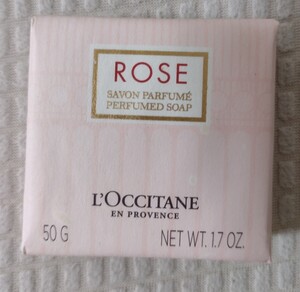 ROSE
SAVON PARFUMÉ
PERFUMED SOAP
L'OCCITANE
EN PROVENCE
50 G NET WT. 1.7 OZ.